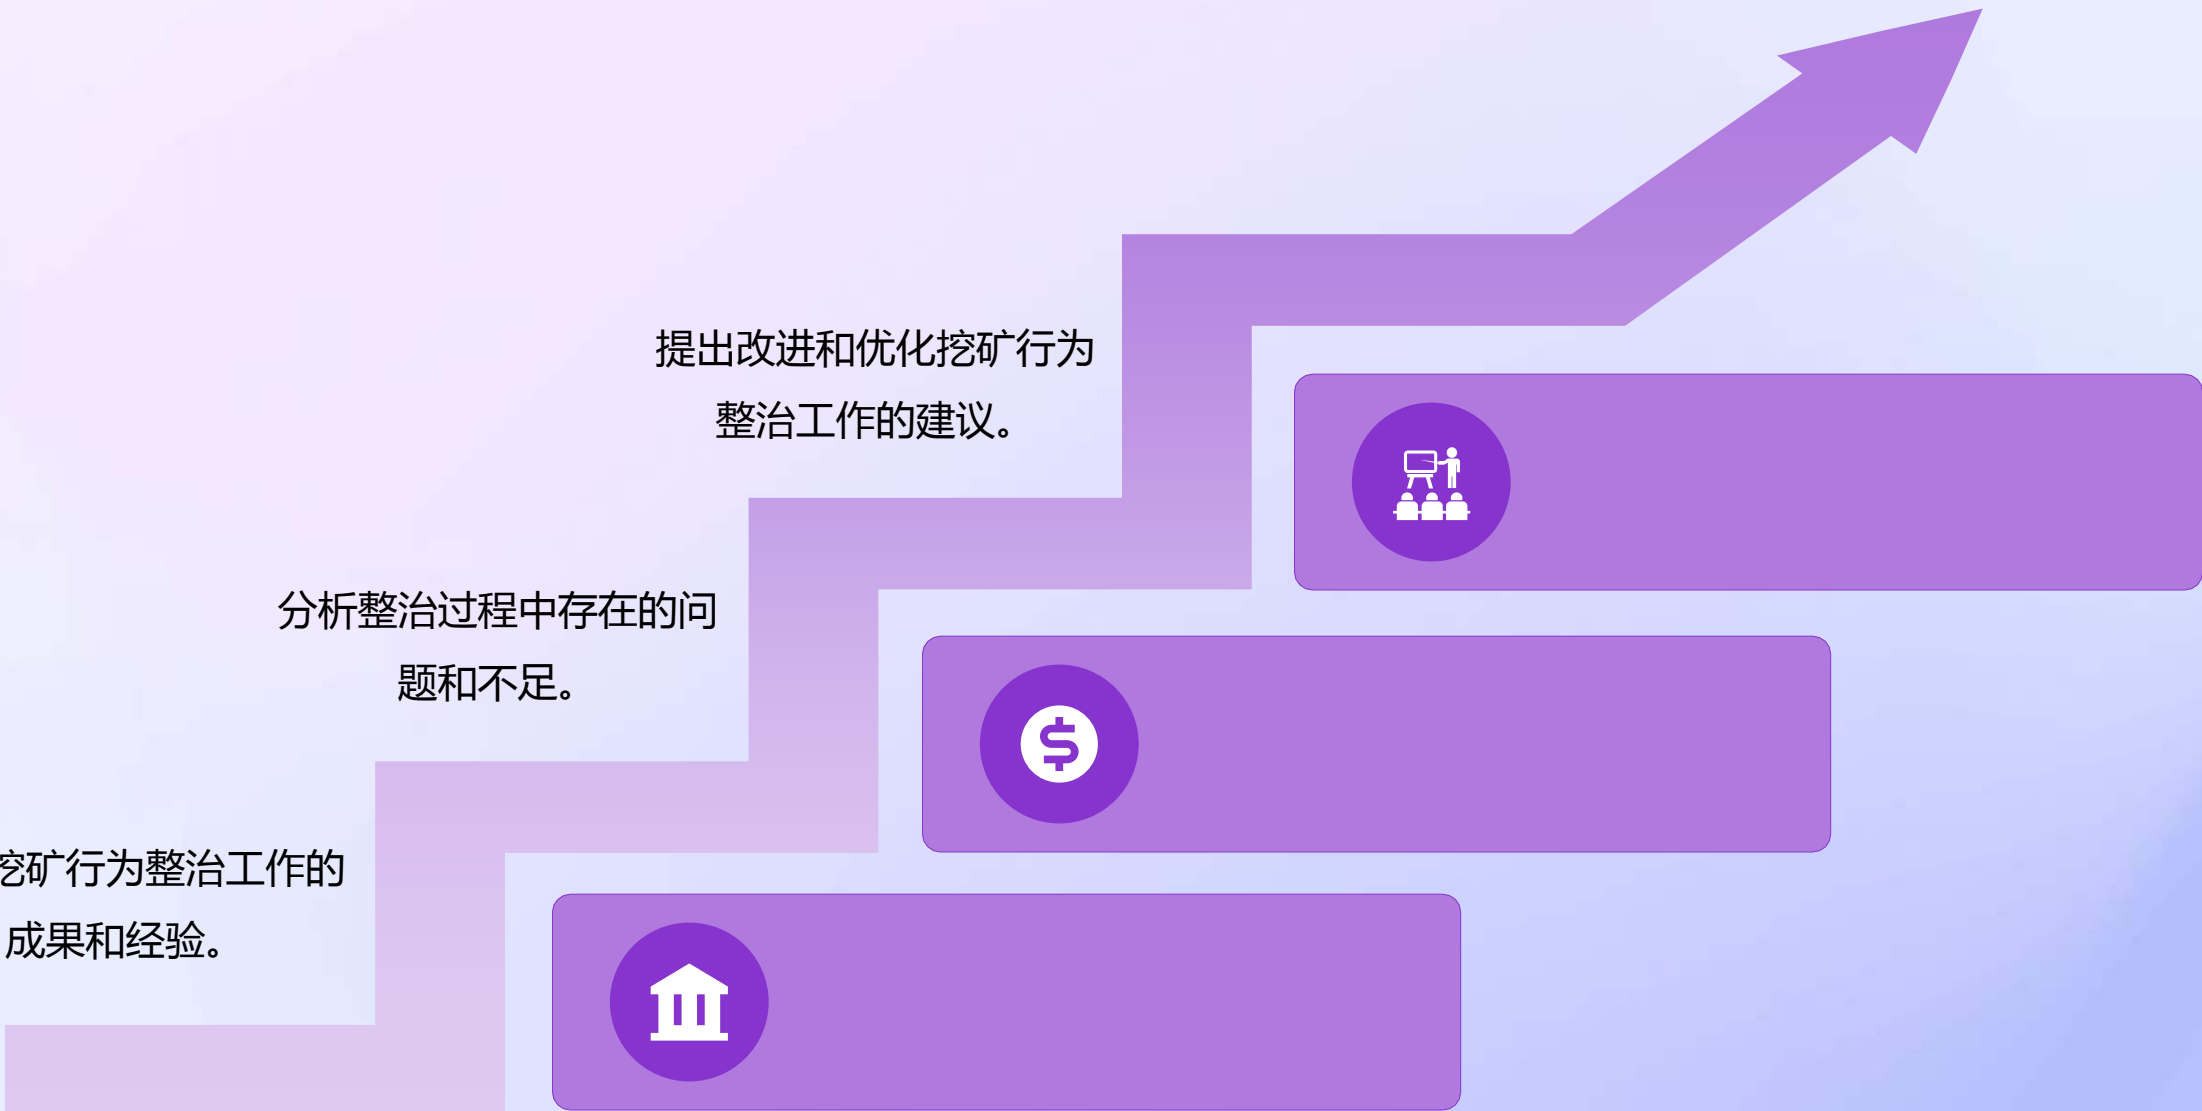 提出改进和优化挖矿行为
整治工作的建议。
分析整治过程中存在的问
题和不足。
挖矿行为整治工作的
成果和经验。